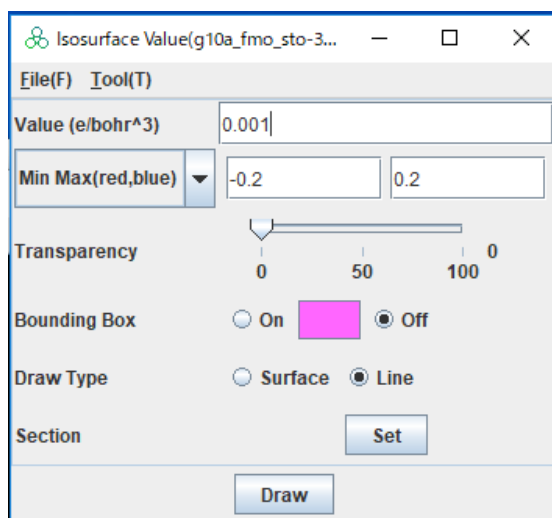 Isosurface Value(g10a_fmo_sto-3...
File(F) Tool(T)
Value (e/bohr^3) 0.001
Min Max(red,blue) -0.2 0.2
Transparency 0
0 50 100
Bounding Box On Off
Draw Type Surface Line
Section Set
Draw